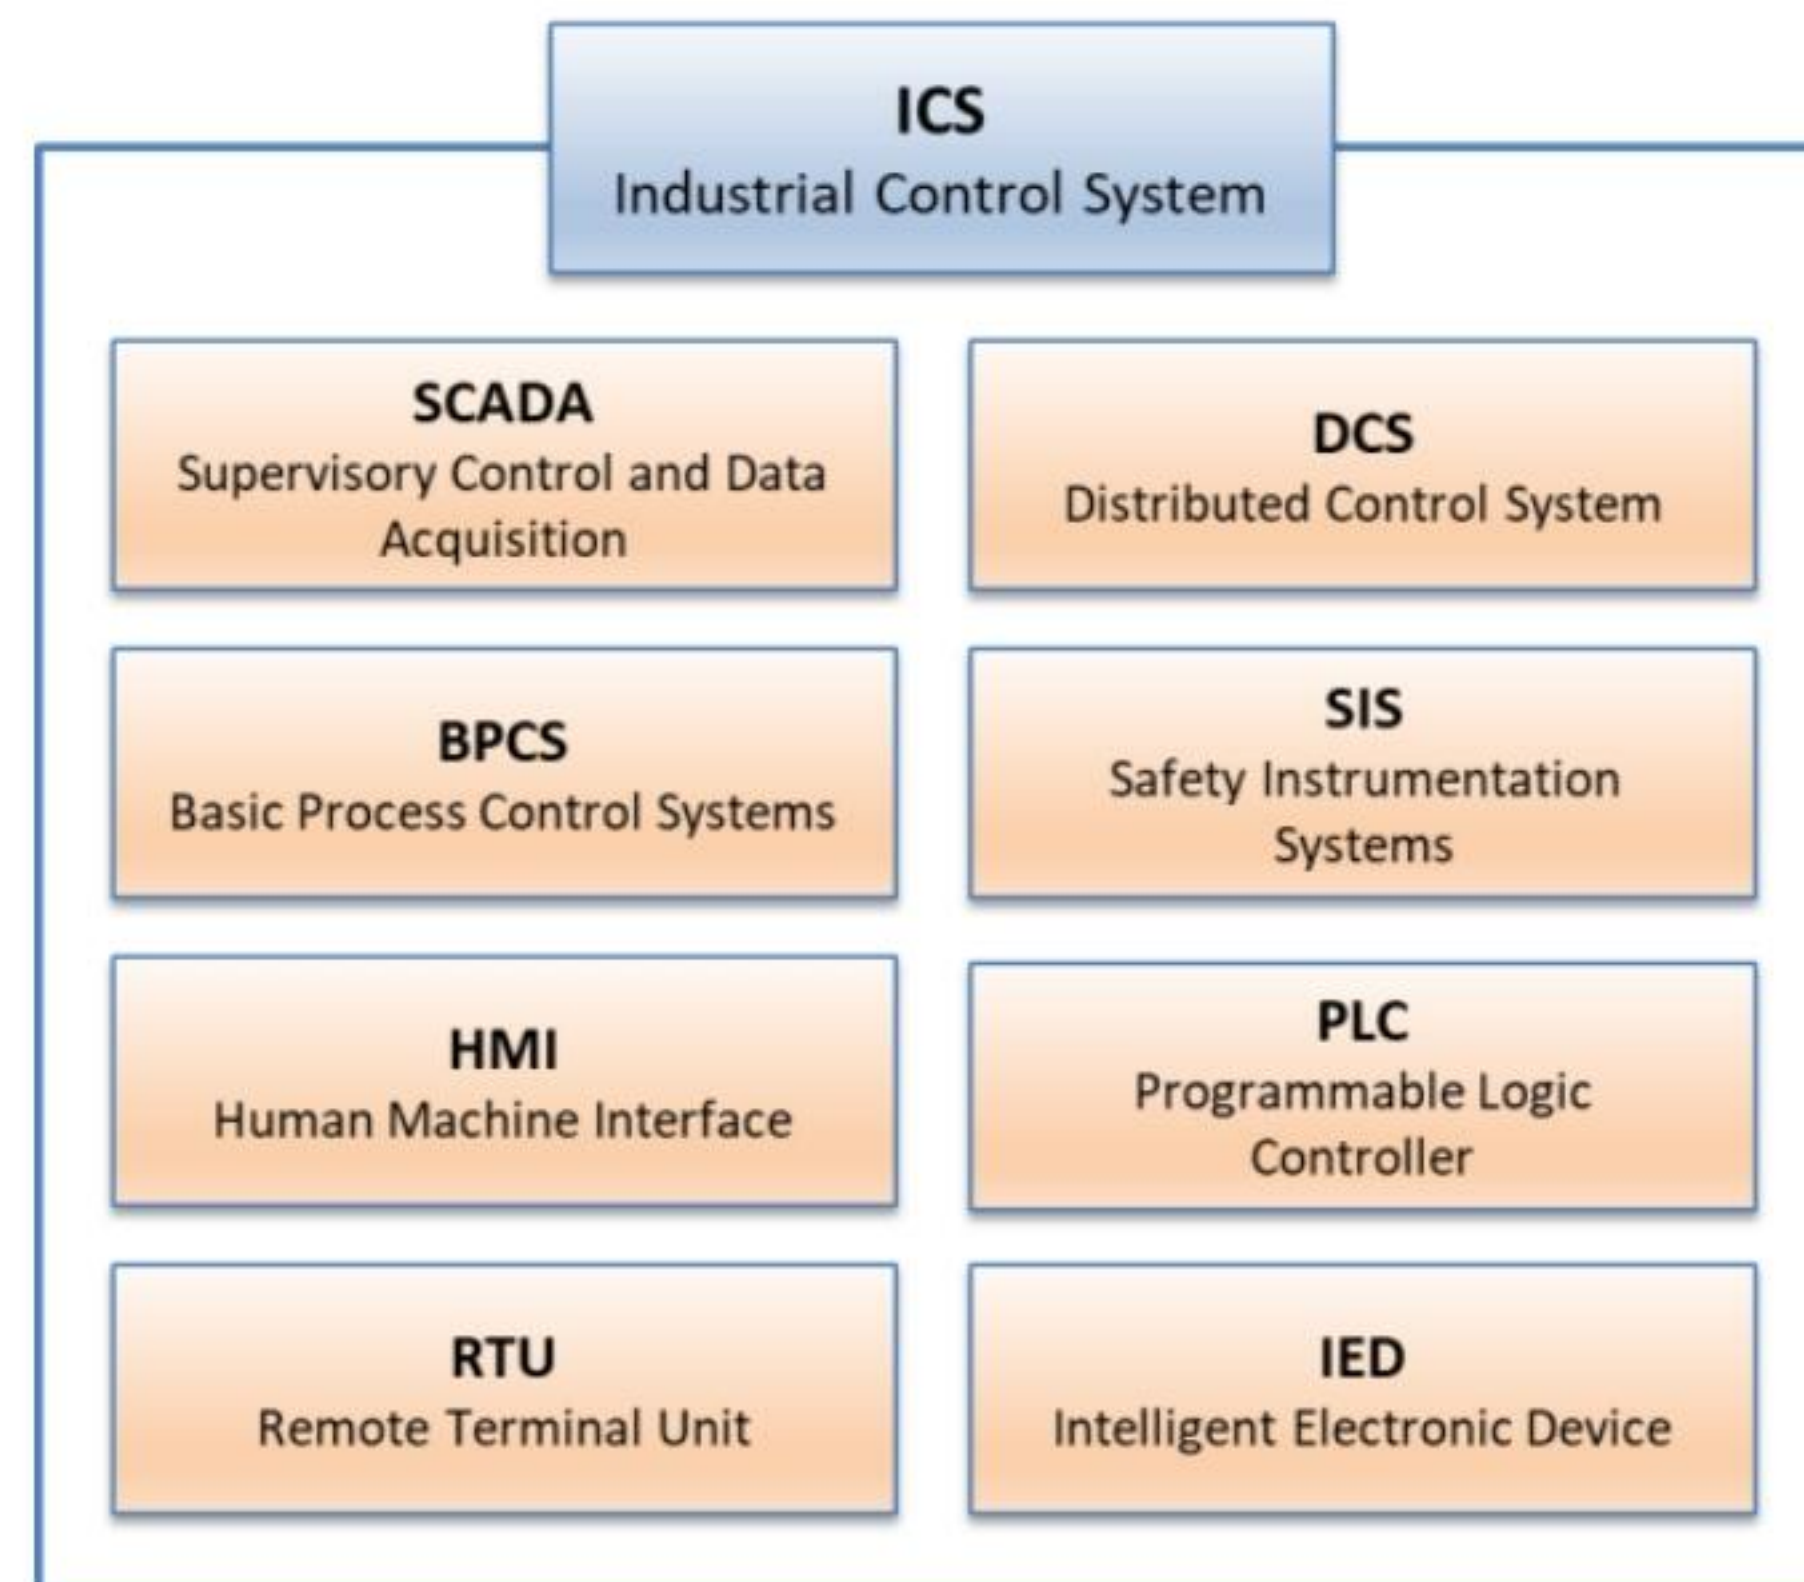 ICS
Industrial Control System
SCADA
Supervisory Control and Data
Acquisition
DCS
Distributed Control System
BPCS
Basic Process Control Systems
SIS
Safety Instrumentation
Systems
HMI
Human Machine Interface
PLC
Programmable Logic
Controller
RTU
Remote Terminal Unit
IED
Intelligent Electronic Device